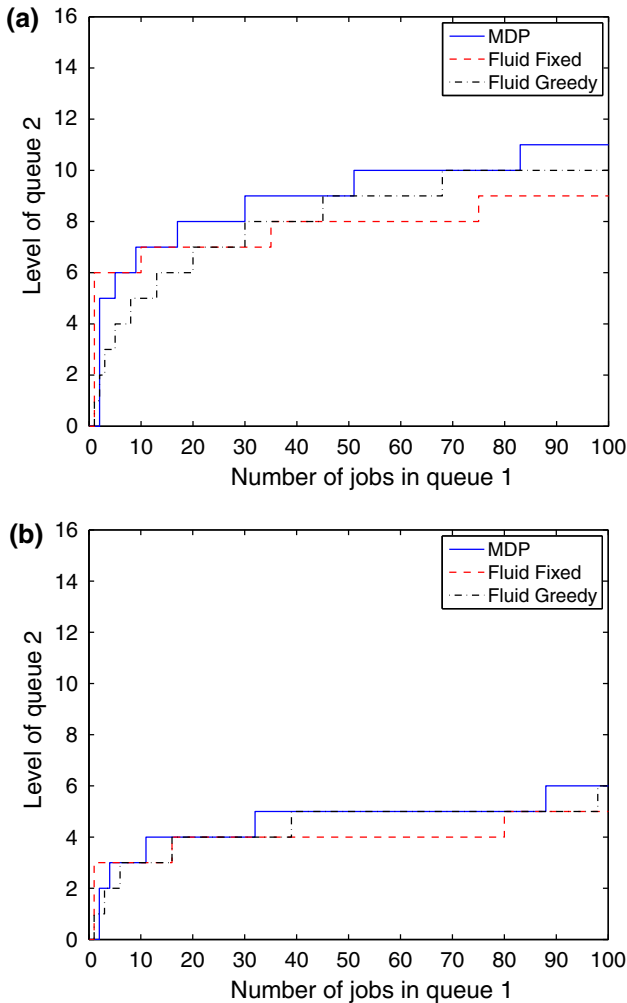 (a)
16
14
12
10
8
6
4
2
0
Level of queue 2
MDP
Fluid Fixed
Fluid Greedy
0 10 20 30 40 50 60 70 80 90 100
Number of jobs in queue 1
(b)
16
14
12
10
8
6
4
2
0
Level of queue 2
MDP
Fluid Fixed
Fluid Greedy
0 10 20 30 40 50 60 70 80 90 100
Number of jobs in queue 1